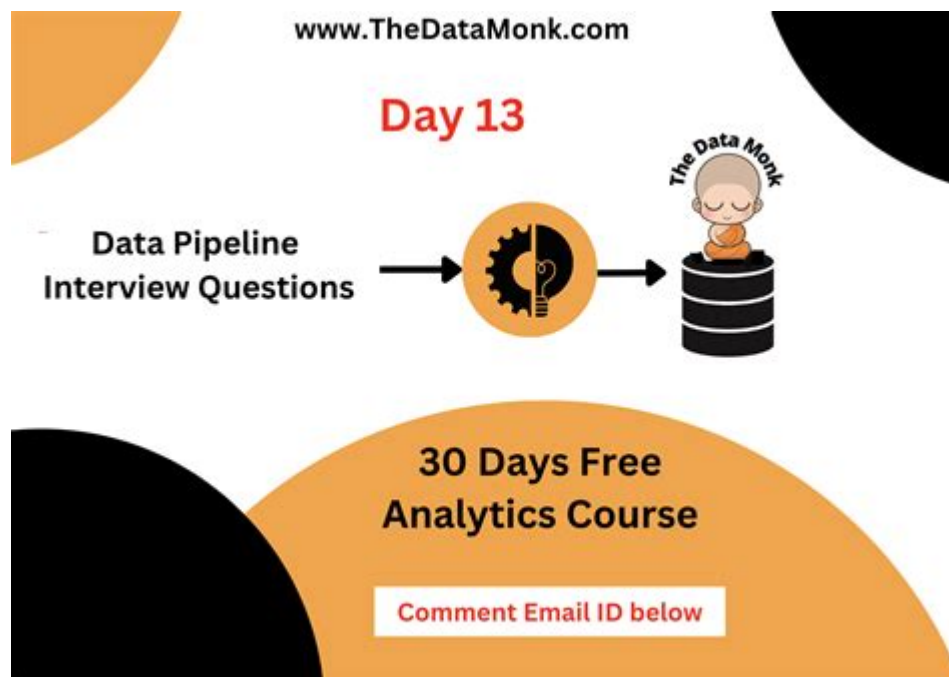 www.TheDataMonk.com
Day 13
The Data Monk
Data Pipeline
Interview Questions
30 Days Free
Analytics Course
Comment Email ID below